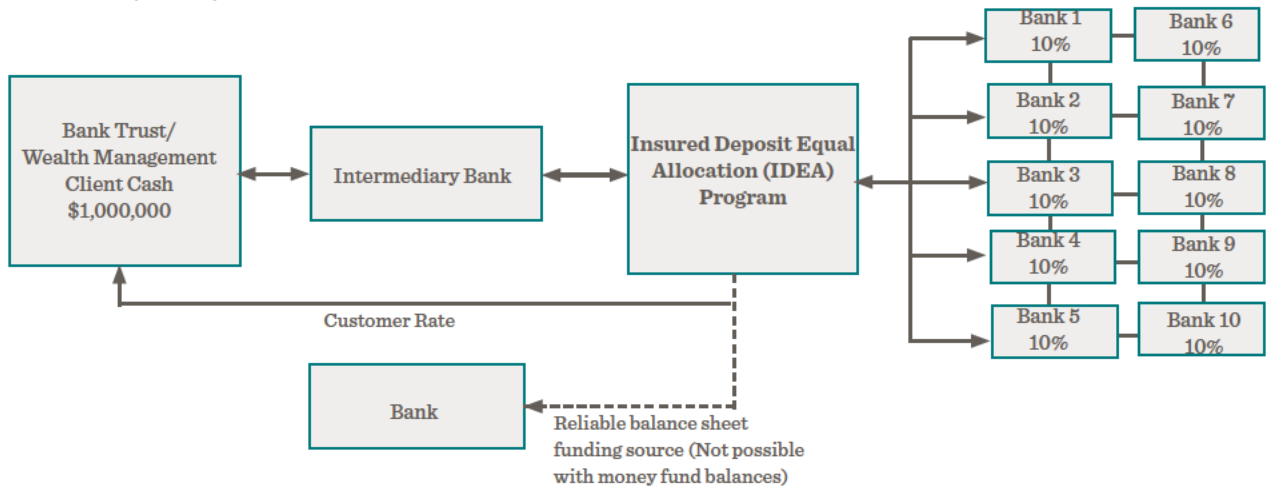 Bank Trust/
Wealth Management
Client Cash
$1,000,000
Intermediary Bank
Insured Deposit Equal
Allocation (IDEA)
Program
Customer Rate
Bank
Reliable balance sheet
funding source (Not possible
with money fund balances)
Bank 1
10%
Bank 6
10%
Bank 2
10%
Bank 7
10%
Bank 3
10%
Bank 8
10%
Bank 4
10%
Bank 9
10%
Bank 5
10%
Bank 10
10%